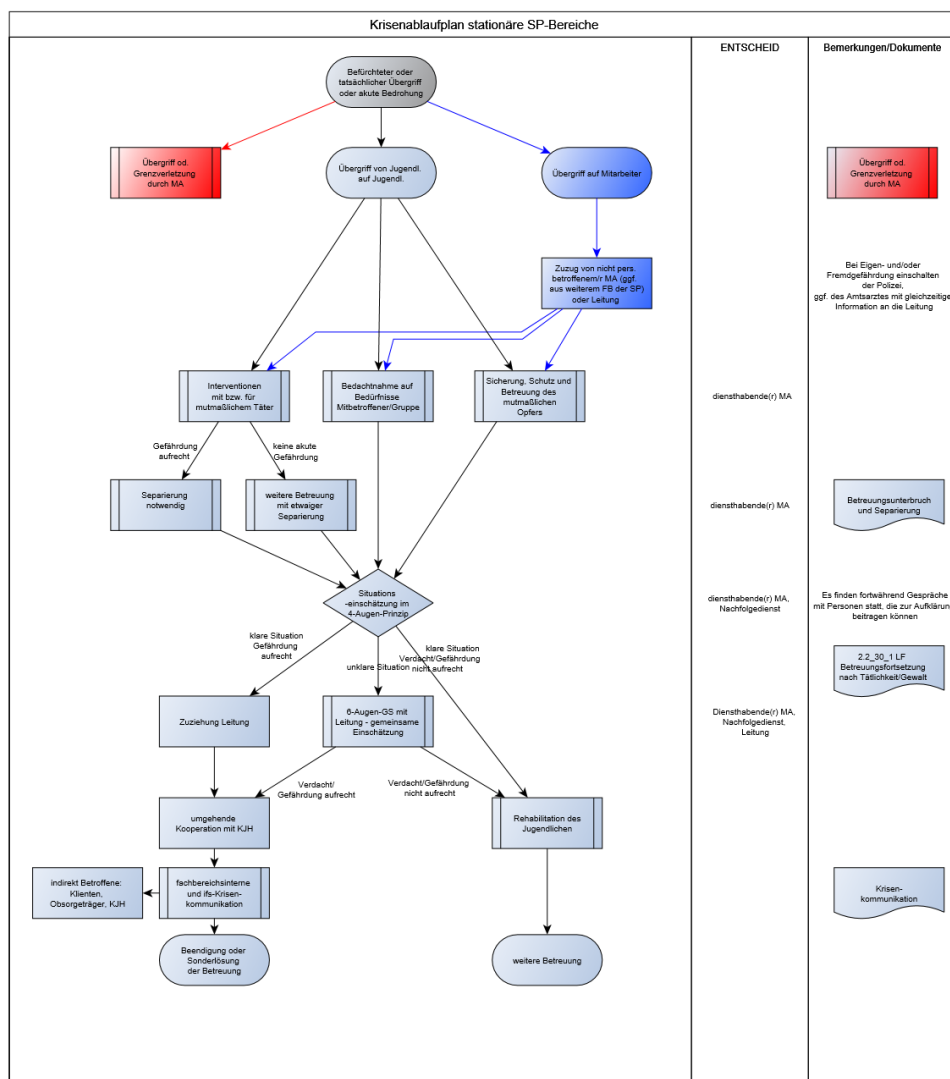 Krisenablaufplan stationäre SP-Bereiche
ENTSCHEID
Bemerkungen/Dokumente
Befürchteter oder
tatsächlicher Übergriff
oder akute Bedrohung
Übergriff od.
Grenzverletzung
durch MA
Übergriff von Jugendl.
auf Jugendl.
Übergriff auf Mitarbeiter
Übergriff od.
Grenzverletzung
durch MA
Zuzug von nicht pers.
betroffenem/r MA (ggf.
aus weiterem FB der SP)
oder Leitung
Bei Eigen- und/oder
Fremdgefährdung einschalten
der Polizei,
ggf. des Amtsarztes mit gleichzeitige
Information an die Leitung
Interventionen
mit bzw. für
mutmaßlichem Täter
Bedachtnahme auf
Bedürfnisse
Mitbetroffener/Gruppe
Sicherung, Schutz und
Betreuung des
mutmaßlichen
Opfers
diensthabende(r) MA
Gefährdung
aufrecht
keine akute
Gefährdung
Separierung
notwendig
weitere Betreuung
mit etwaiger
Separierung
diensthabende(r) MA
Betreuungsunterbruch
und Separierung
Situations
-einschätzung im
4-Augen-Prinzip
diensthabende(r) MA,
Nachfolgedienst
Es finden fortwährend Gespräche
mit Personen statt, die zur Aufklärun
beitragen können
klare Situation
Gefährdung
aufrecht
unklare Situation
klare Situation
Verdacht/Gefährdung
nicht aufrecht
2.2_30_1 LF
Betreuungsfortsetzung
nach Tätlichkeit/Gewalt
Zuziehung Leitung
6-Augen-GS mit
Leitung - gemeinsame
Einschätzung
Diensthabende(r) MA,
Nachfolgedienst,
Leitung
Verdacht/
Gefährdung aufrecht
Verdacht/Gefährdung
nicht aufrecht
umgehende
Kooperation mit KJH
Rehabilitation des
Jugendlichen
indirekt Betroffene:
Klienten,
Obsorgeträger, KJH
fachbereichsinterne
und ifs-Krisen-
kommunikation
Krisen-
kommunikation
Beendigung oder
Sonderlösung
der Betreuung
weitere Betreuung